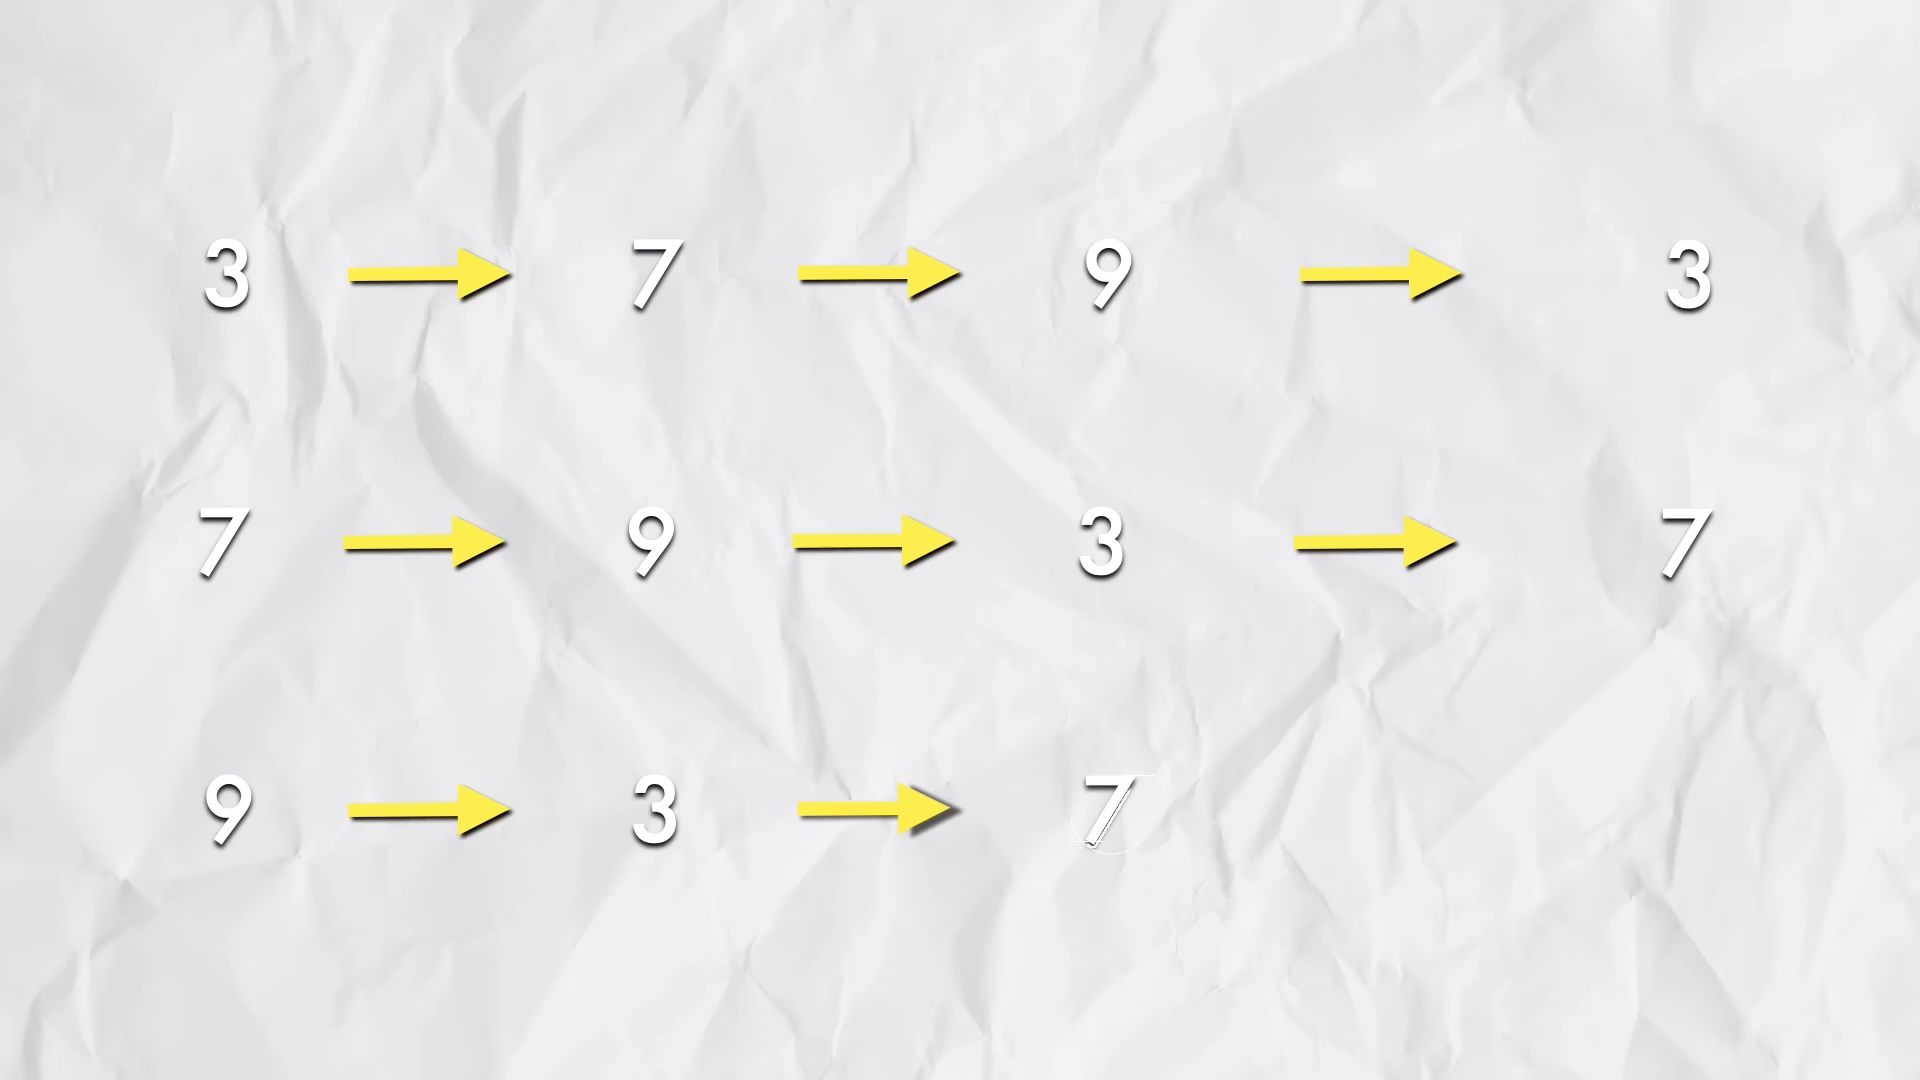 3 → 7 → 9 → 3
7 → 9 → 3 → 7
9 → 3 → 7